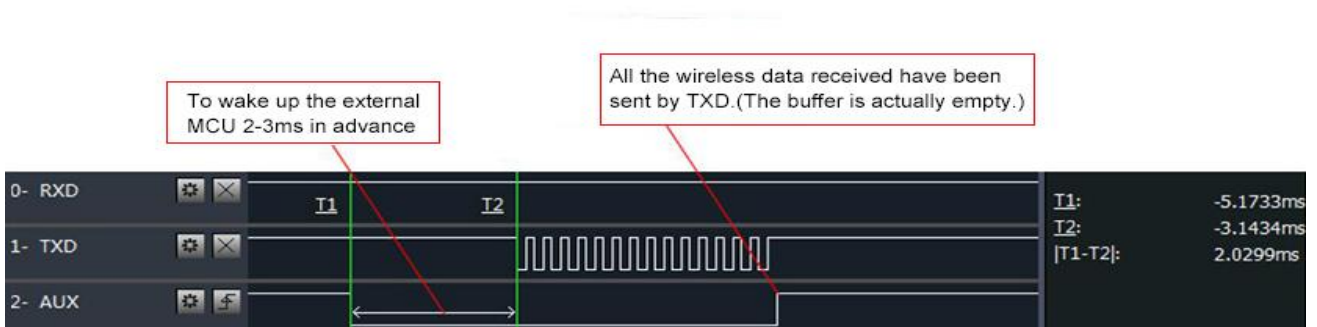 All the wireless data received have been
sent by TXD.(The buffer is actually empty.)
To wake up the external
MCU 2-3ms in advance
0- RXD
T1
T2
T1: -5.1733ms
T2: -3.1434ms
1- TXD
|T1-T2|: 2.0299ms
2- AUX